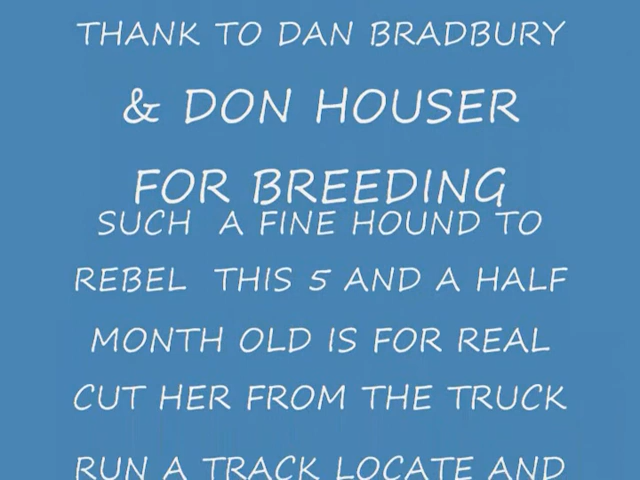 THANK TO DAN BRADBURY
& DON HOUSER
FOR BREEDING
SUCH A FINE HOUND TO
REBEL THIS 5 AND A HALF
MONTH OLD IS FOR REAL
CUT HER FROM THE TRUCK
RUN A TRACK LOCATE AND